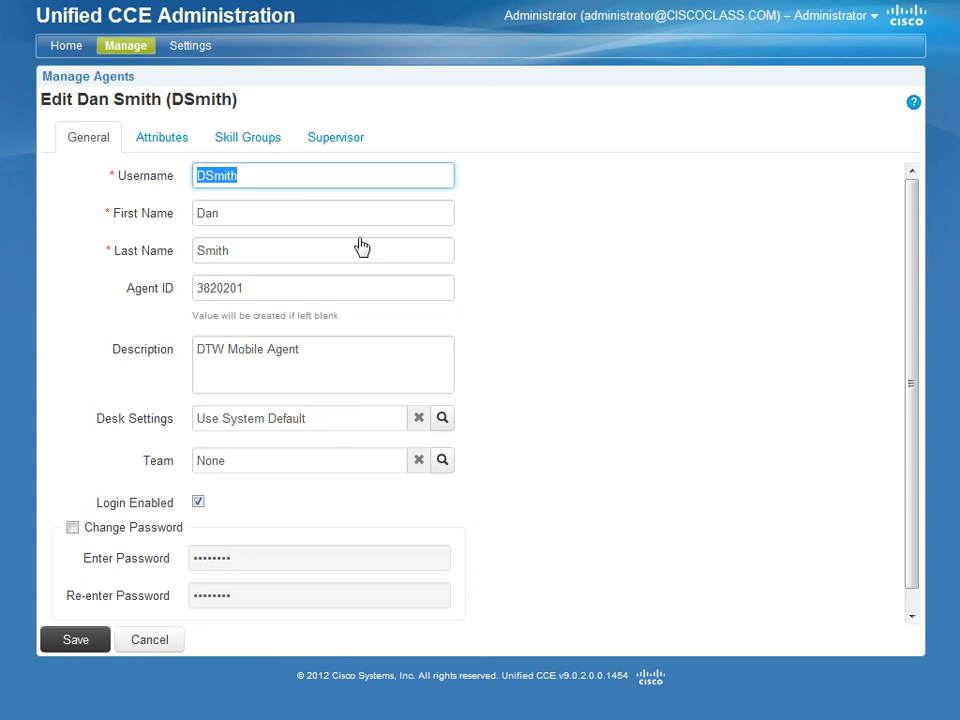 Unified CCE Administration
Administrator (administrator@CISCOCLASS.COM) – Administrator
cisco
Home
Manage
Settings
Manage Agents
Edit Dan Smith (DSmith)
?
General
Attributes
Skill Groups
Supervisor
* Username
DSmith
* First Name
Dan
* Last Name
Smith
Agent ID
3820201
Value will be created if left blank
Description
DTW Mobile Agent
Desk Settings
Use System Default
Team
None
Login Enabled
Change Password
Enter Password
••••••••
Re-enter Password
••••••••
Save
Cancel
© 2012 Cisco Systems, Inc. All rights reserved. Unified CCE v9.0.2.0.0.1454
cisco